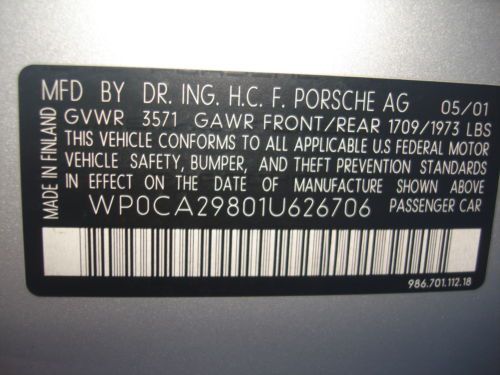 MFD BY DR. ING. H.C. F. PORSCHE AG 05/01
MADE IN FINLAND
GVWR 3571 GAWR FRONT/REAR 1709/1973 LBS
THIS VEHICLE CONFORMS TO ALL APPLICABLE U.S. FEDERAL MOTOR
VEHICLE SAFETY, BUMPER, AND THEFT PREVENTION STANDARDS
IN EFFECT ON THE DATE OF MANUFACTURE SHOWN ABOVE
WP0CA29801U626706 PASSENGER CAR
986.701.112.18